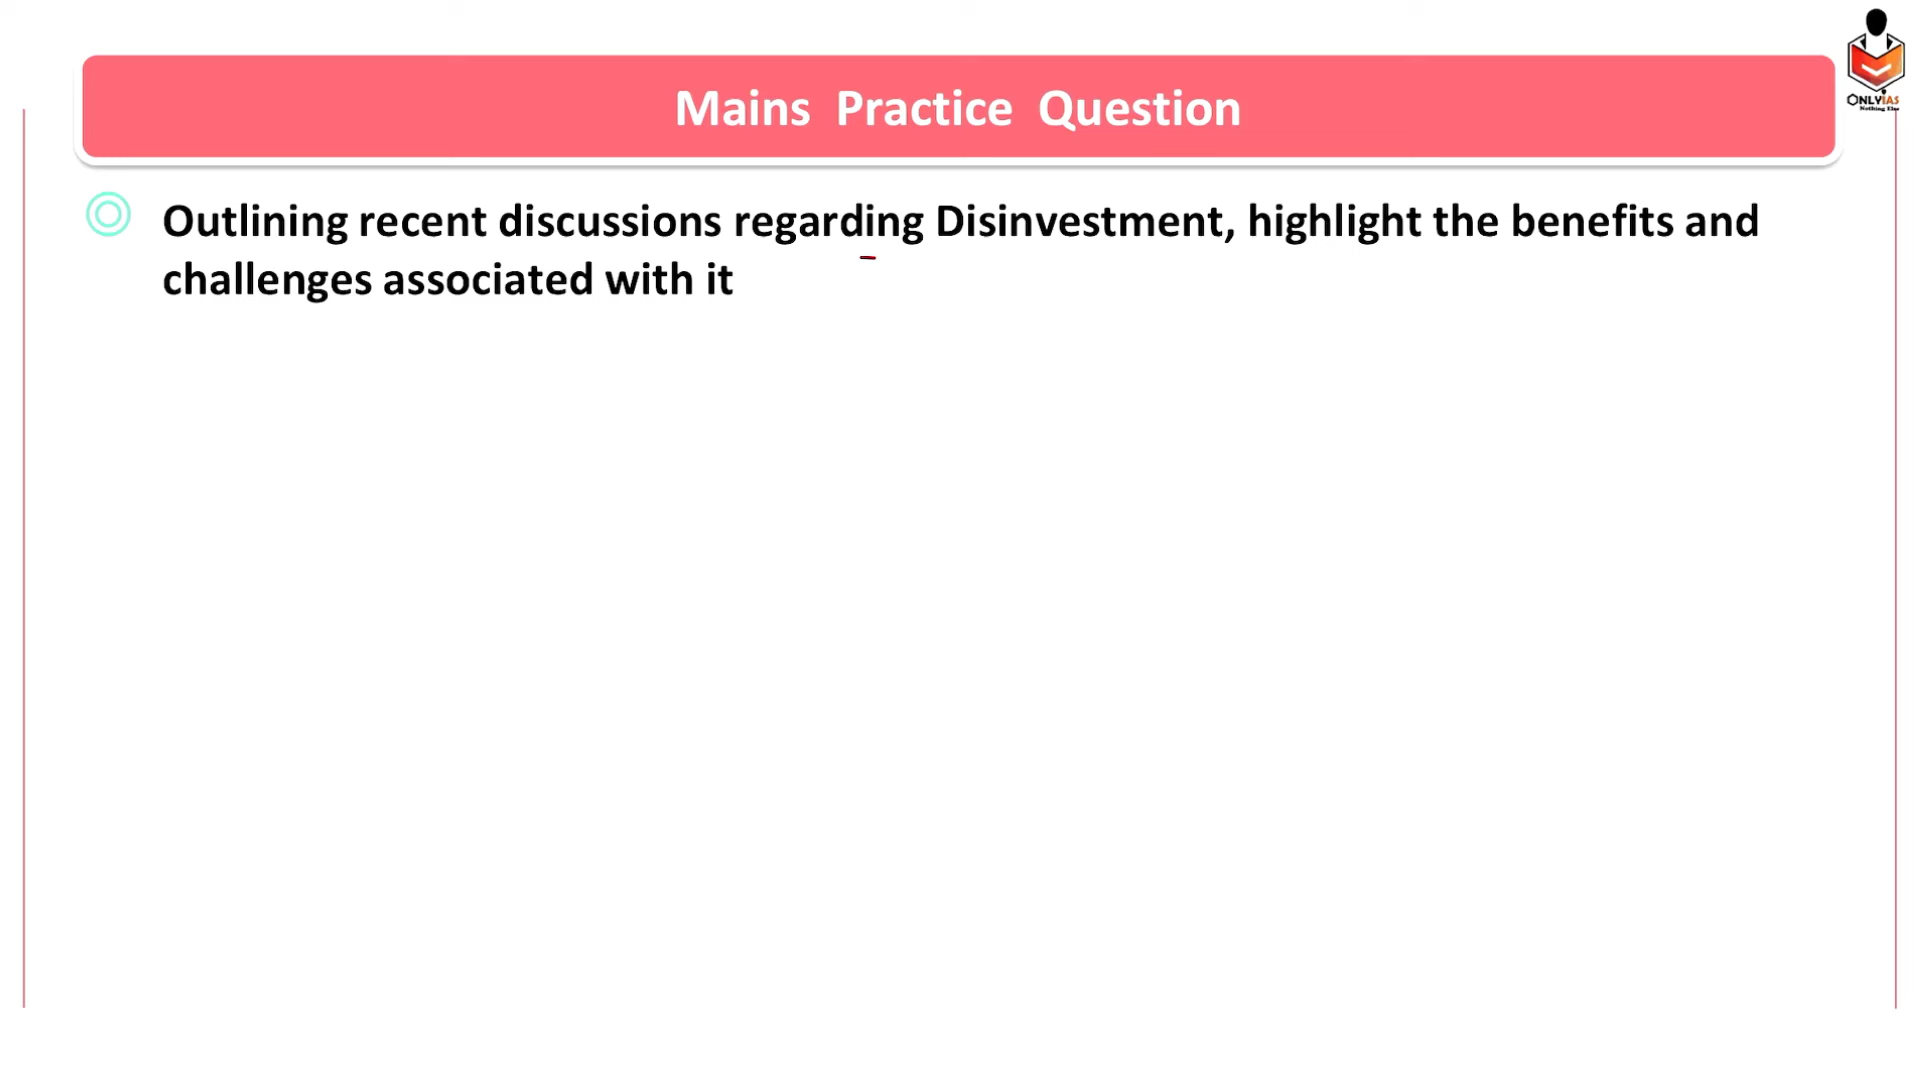 ONLYIAS
Nothing Else
Mains Practice Question
Outlining recent discussions regarding Disinvestment, highlight the benefits and
challenges associated with it